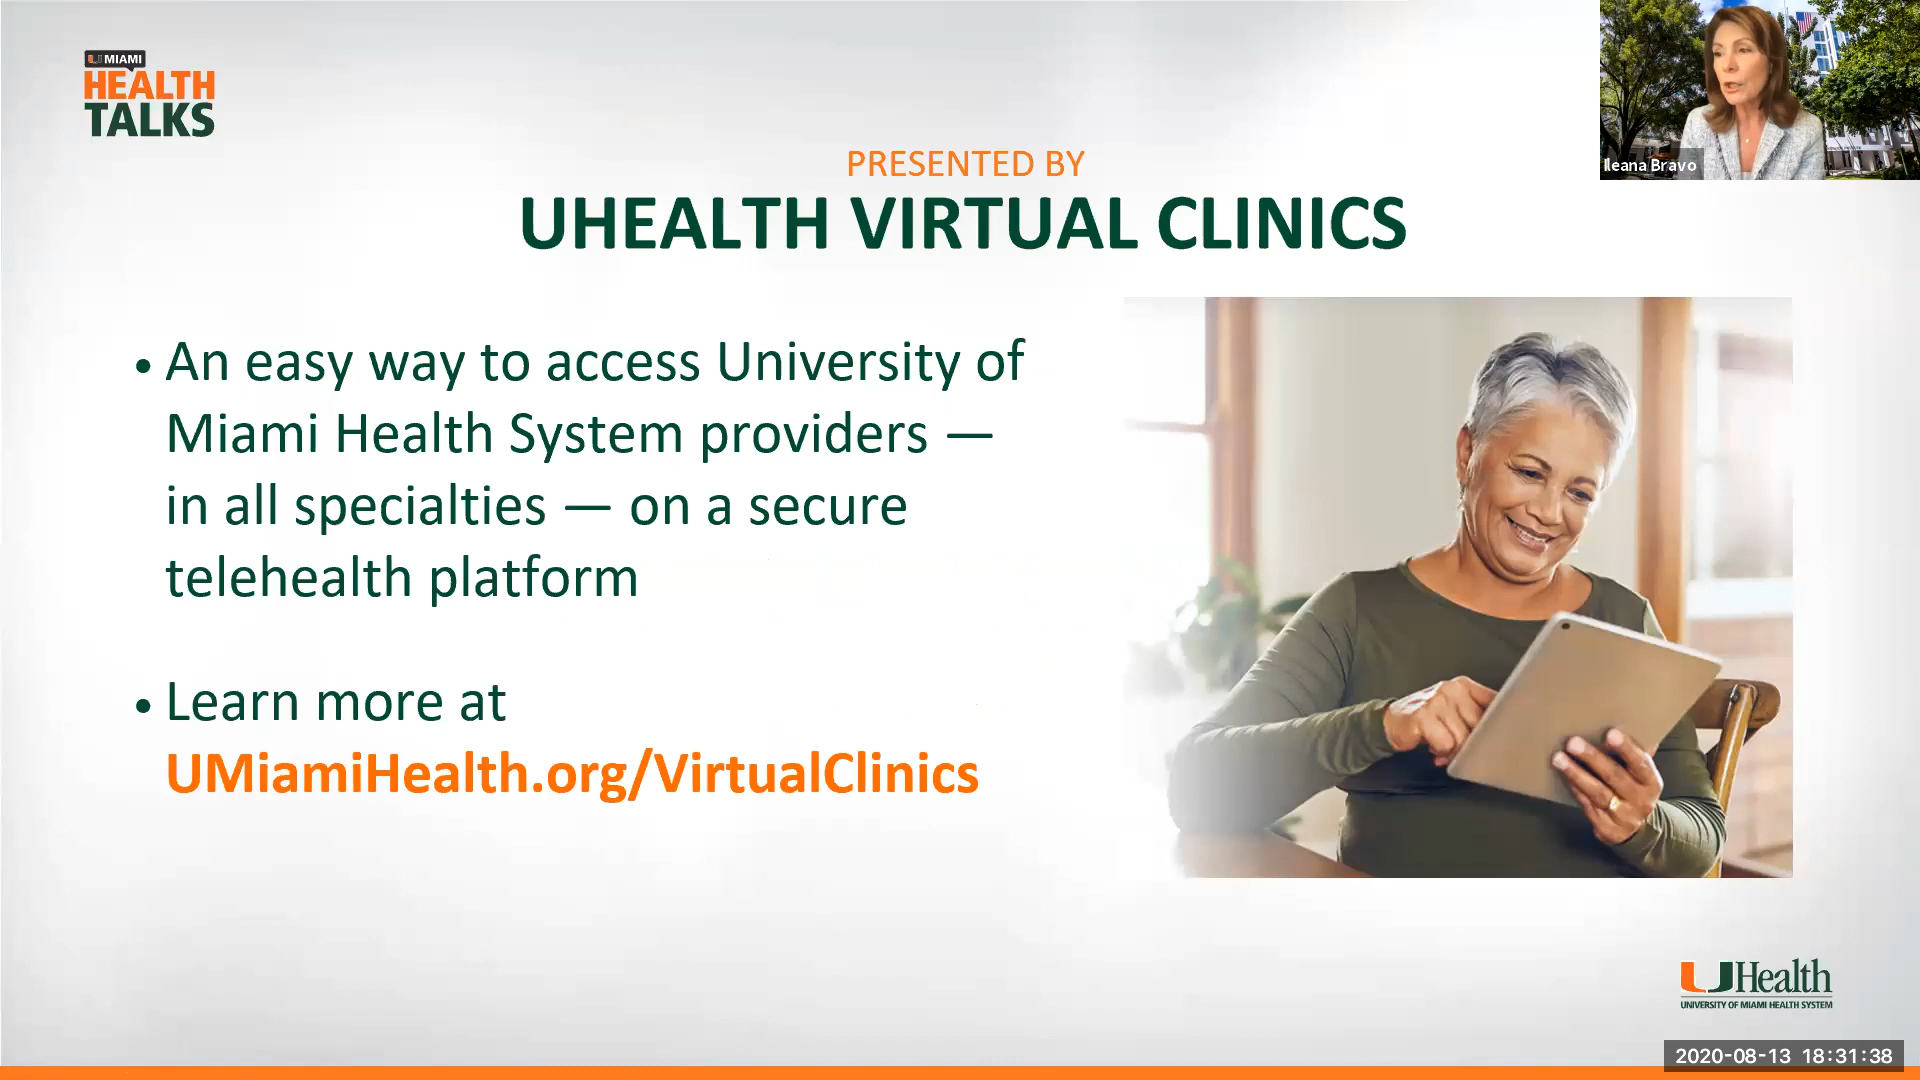 MIAMI
HEALTH
TALKS
Ileana Bravo
PRESENTED BY
UHEALTH VIRTUAL CLINICS
• An easy way to access University of
Miami Health System providers —
in all specialties — on a secure
telehealth platform
• Learn more at
UMiamiHealth.org/VirtualClinics
UHealth
UNIVERSITY OF MIAMI HEALTH SYSTEM
2020-08-13 18:31:38